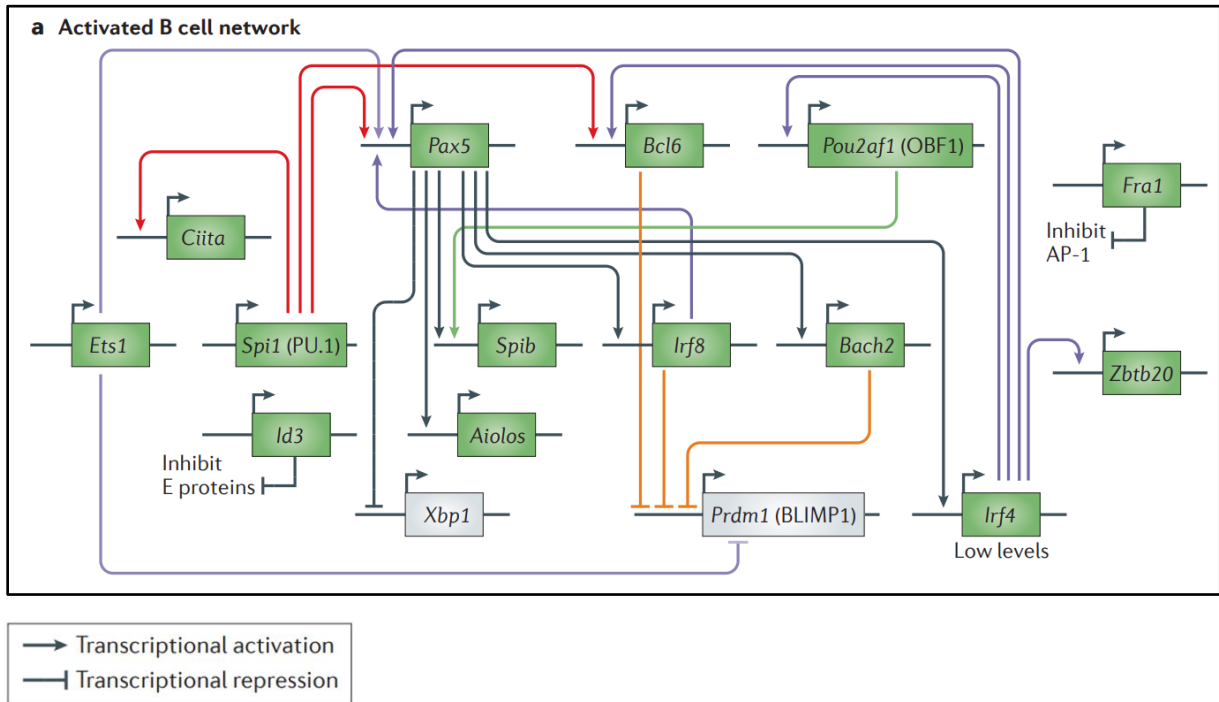 a Activated B cell network
Pax5
Bcl6
Pou2af1 (OBF1)
Fra1
Inhibit
AP-1
Ciita
Ets1
Spi1 (PU.1)
Spib
Irf8
Bach2
Zbtb20
Id3
Inhibit
E proteins
Aiolos
Xbp1
Prdm1 (BLIMP1)
Irf4
Low levels
Transcriptional activation
Transcriptional repression